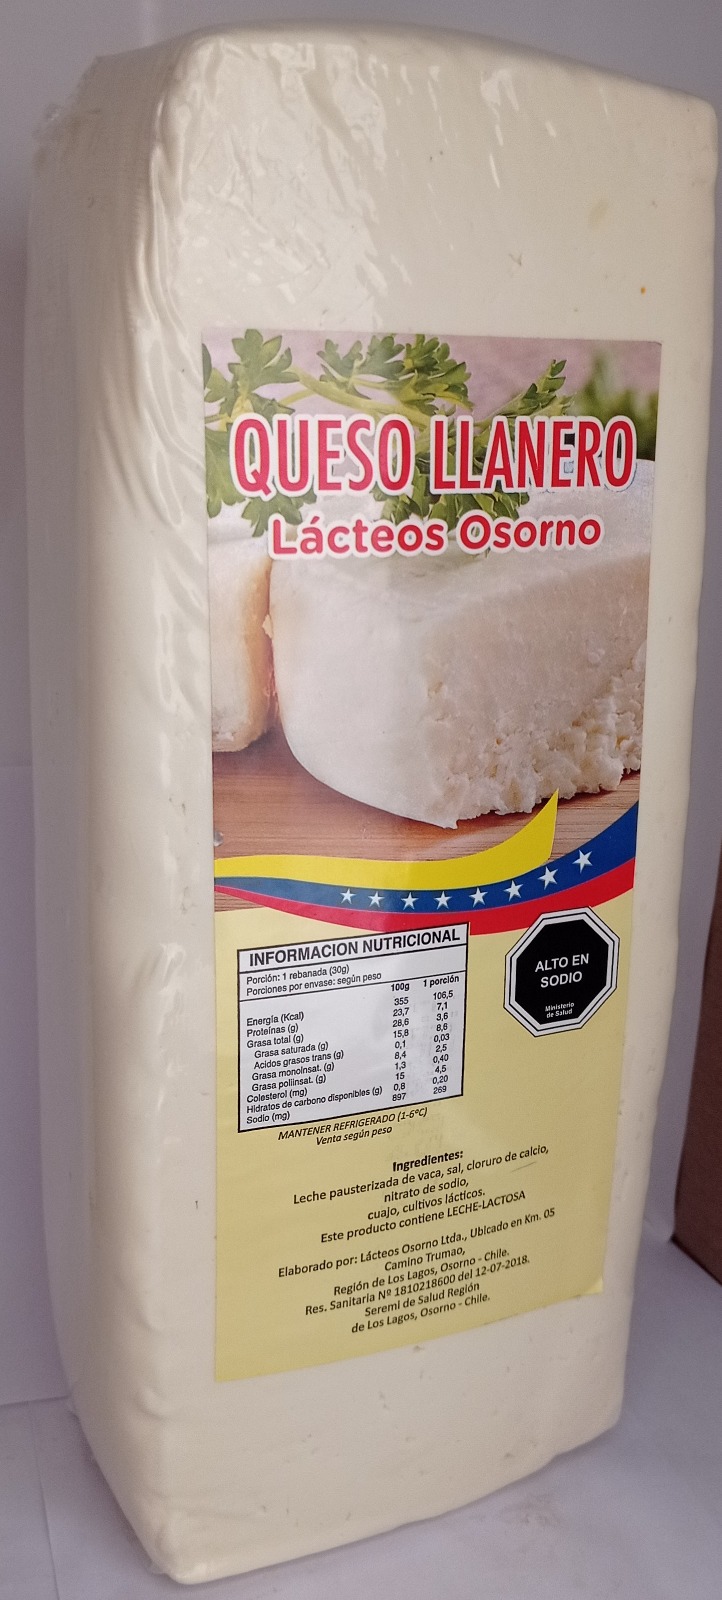 QUESO LLANERO
Lácteos Osorno
INFORMACION NUTRICIONAL
Porción: 1 rebanada (30g)
Porciones por envase: según peso
100g 1 porción
Energía (Kcal) 355 106,5
Proteínas (g) 23,7 7,1
Grasa total (g) 28,6 3,6
Grasa saturada (g) 15,8 8,6
Acidos grasos trans (g) 0,1 0,03
Grasa monoinsat. (g) 8,4 2,5
Grasa poliinsat. (g) 1,3 0,40
Colesterol (mg) 15 4,5
Hidratos de carbono disponibles (g) 0,8 0,20
Sodio (mg) 897 269
ALTO EN
SODIO
Ministerio
de Salud
MANTENER REFRIGERADO (1-6ºC)
Venta según peso
Ingredientes:
Leche pausterizada de vaca, sal, cloruro de calcio,
nitrato de sodio,
cuajo, cultivos lácticos.
Este producto contiene LECHE-LACTOSA
Elaborado por: Lácteos Osorno Ltda., Ubicado en Km. 05
Camino Trumao,
Región de Los Lagos, Osorno - Chile.
Res. Sanitaria Nº 1810218600 del 12-07-2018.
Seremi de Salud Región
de Los Lagos, Osorno - Chile.